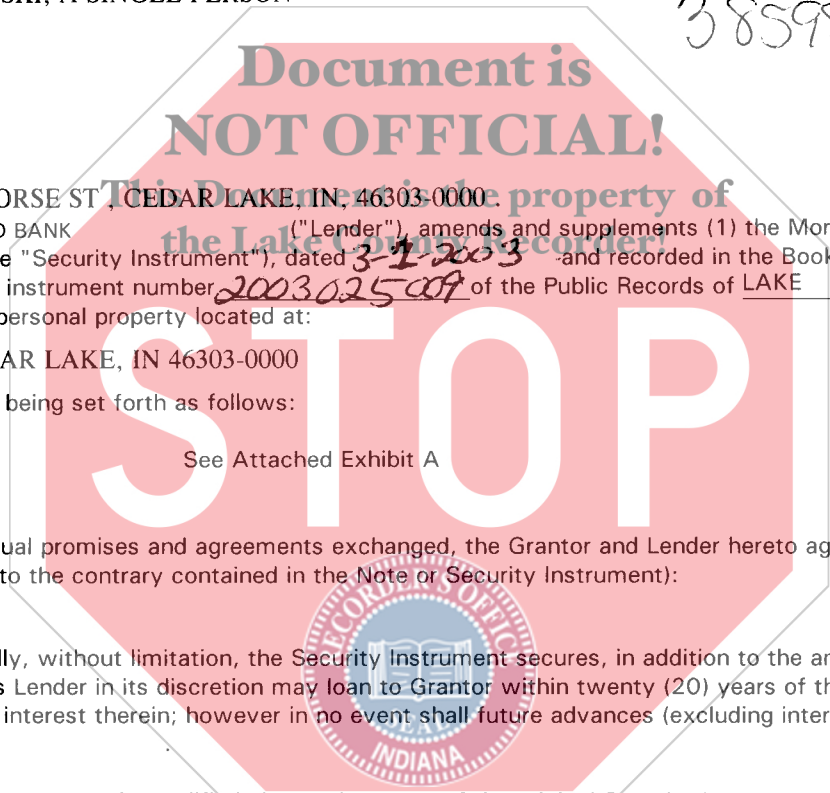 A SINGLE PERSON
3859
Document is
NOT OFFICIAL!
This Document is the property of
the Lake County Recorder!
ORSE ST , CEDAR LAKE, IN, 46303-0000 .
BANK ("Lender"), amends and supplements (1) the Mor
e "Security Instrument"), dated 3-1-2003 and recorded in the Book
instrument number 2003025009 of the Public Records of LAKE
personal property located at:
AR LAKE, IN 46303-0000
being set forth as follows:
See Attached Exhibit A
STOP
ual promises and agreements exchanged, the Grantor and Lender hereto ag
to the contrary contained in the Note or Security Instrument):
lly, without limitation, the Security Instrument secures, in addition to the am
s Lender in its discretion may loan to Grantor within twenty (20) years of th
interest therein; however in no event shall future advances (excluding inter
RECORDER'S OFFICE
SEAL
INDIANA